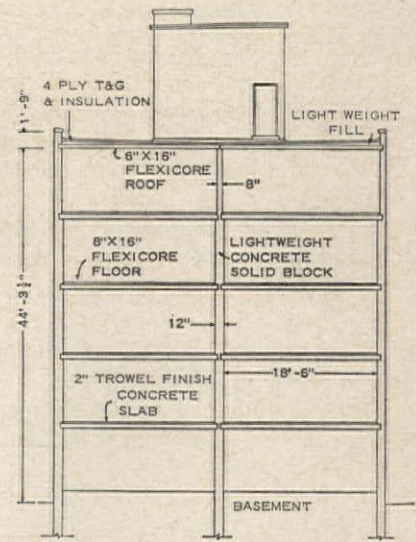 4 PLY T&G
& INSULATION
1'-9"
LIGHT WEIGHT
FILL
6"X16"
FLEXICORE
ROOF
8"
8"X16"
FLEXICORE
FLOOR
LIGHTWEIGHT
CONCRETE
SOLID BLOCK
44'-3½"
12"
18'-6"
2" TROWEL FINISH
CONCRETE
SLAB
BASEMENT